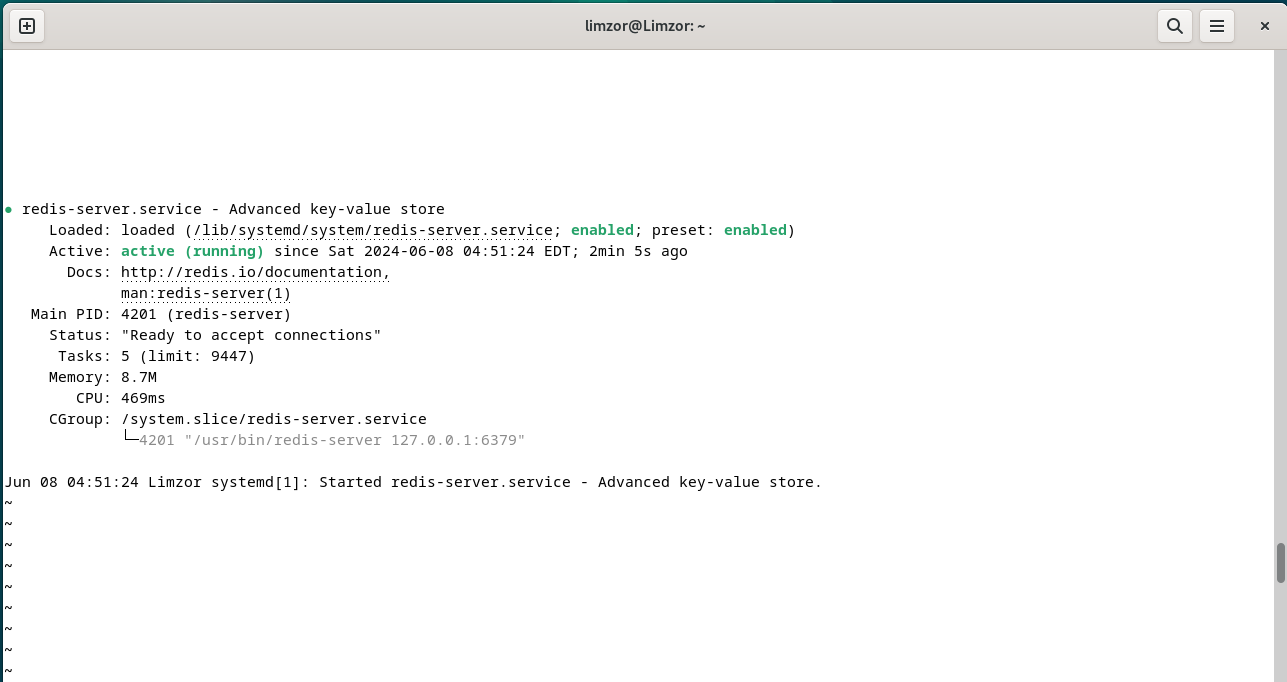 limzor@Limzor: ~
● redis-server.service - Advanced key-value store
Loaded: loaded (/lib/systemd/system/redis-server.service; enabled; preset: enabled)
Active: active (running) since Sat 2024-06-08 04:51:24 EDT; 2min 5s ago
Docs: http://redis.io/documentation,
man:redis-server(1)
Main PID: 4201 (redis-server)
Status: "Ready to accept connections"
Tasks: 5 (limit: 9447)
Memory: 8.7M
CPU: 469ms
CGroup: /system.slice/redis-server.service
└─4201 "/usr/bin/redis-server 127.0.0.1:6379"
Jun 08 04:51:24 Limzor systemd[1]: Started redis-server.service - Advanced key-value store.
~
~
~
~
~
~
~
~
~